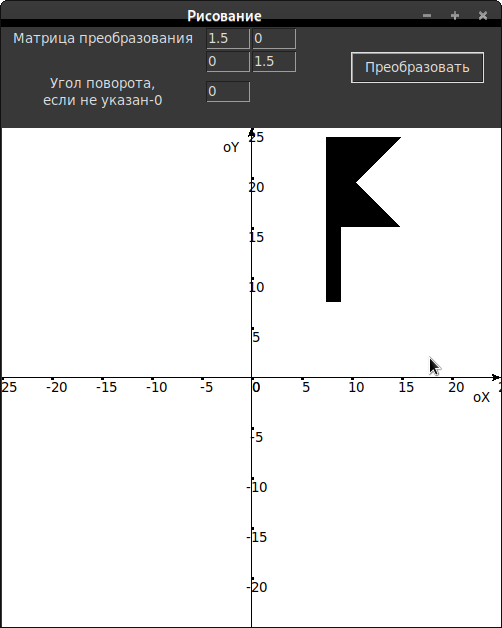 Рисование
Матрица преобразования 1.5 0
0 1.5
Преобразовать
Угол поворота,
если не указан-0
0
oY
25
20
15
10
5
25 -20 -15 -10 -5 0 5 10 15 20
oX
-5
-10
-15
-20